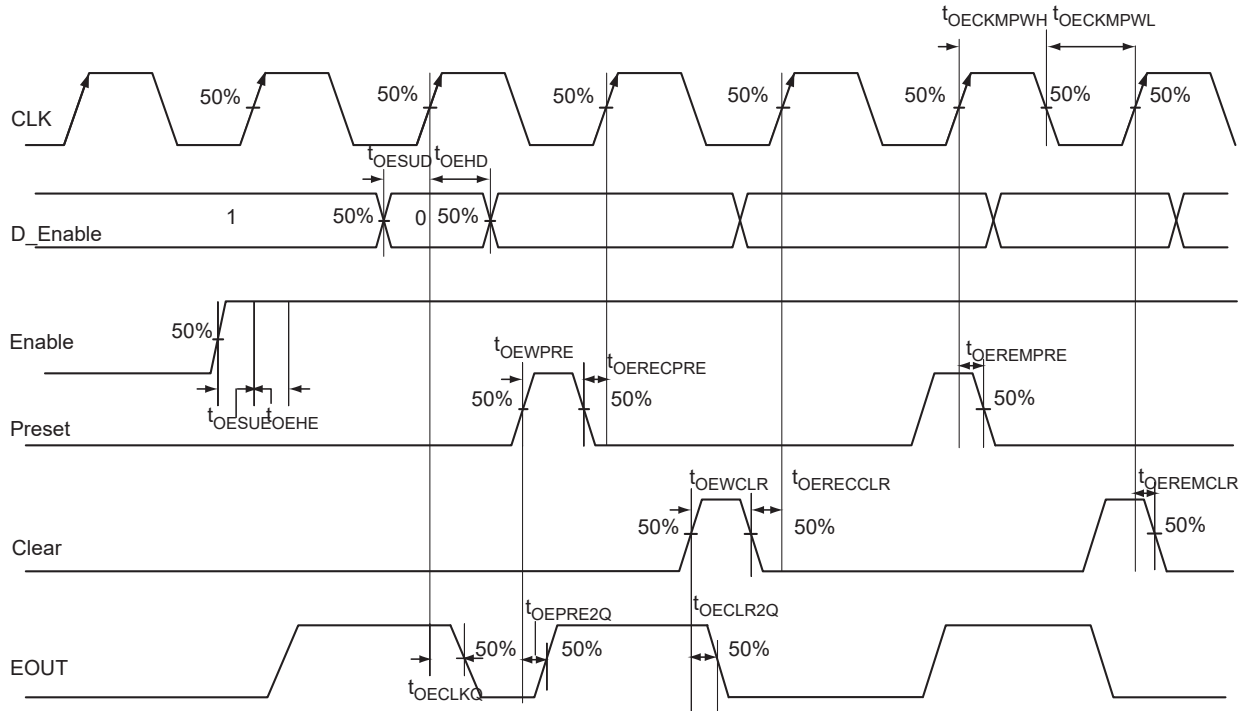 tOECKMPWH tOECKMPWL
CLK
50% 50% 50% 50% 50% 50% 50%
tOESUD tOEHD
D_Enable
1 50% 0 50%
Enable
50%
tOESUE tOEHE
Preset
tOEWPRE tOERECPRE tOEREMPRE
50% 50% 50%
Clear
tOEWCLR tOERECCLR tOEREMCLR
50% 50% 50%
EOUT
tOEPRE2Q tOECLR2Q
50% 50% 50%
tOECLKQ